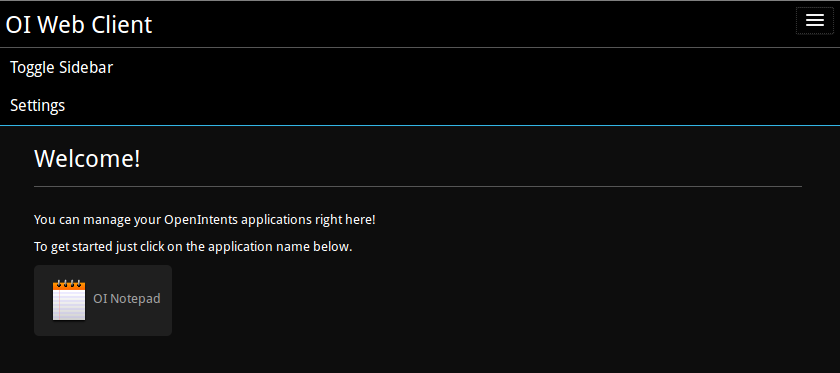 OI Web Client
Toggle Sidebar
Settings
Welcome!
You can manage your OpenIntents applications right here!
To get started just click on the application name below.
OI Notepad